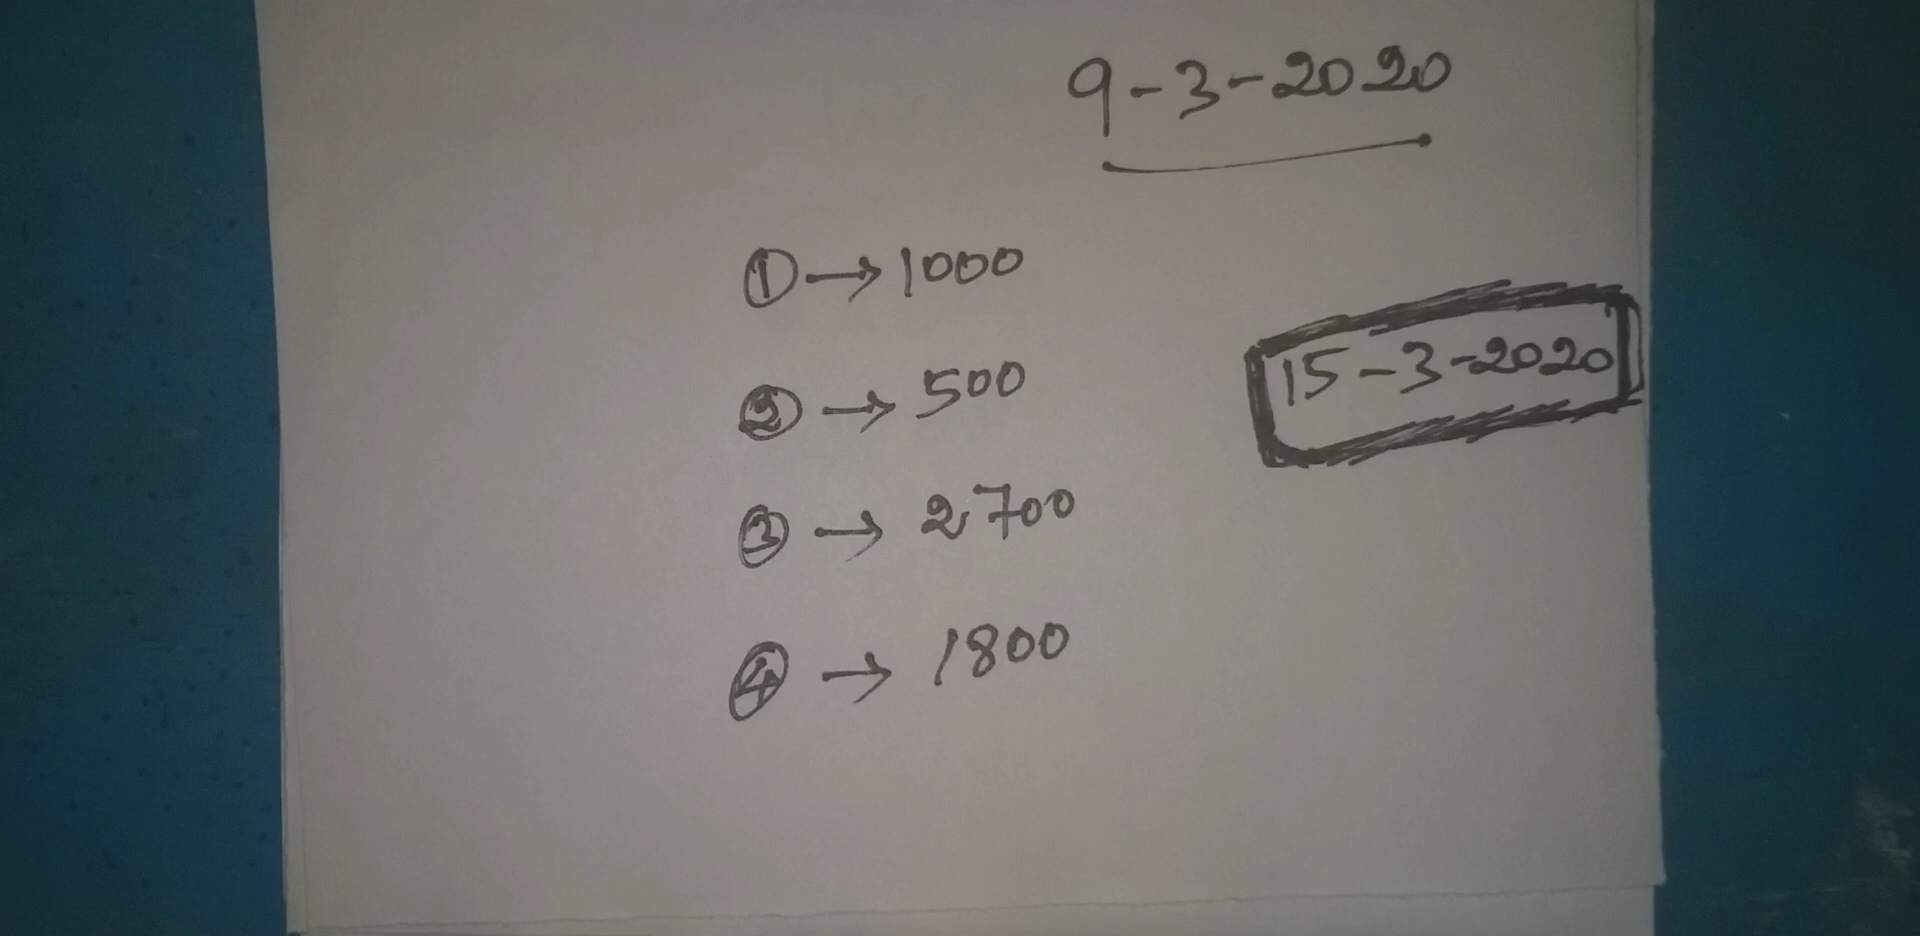 9-3-2020
① → 1000
② → 500
15-3-2020
③ → 2700
④ → 1800